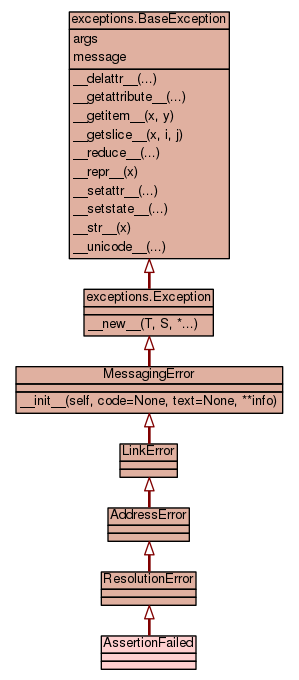 exceptions.BaseException
args
message
__delattr__(...)
__getattribute__(...)
__getitem__(x, y)
__getslice__(x, i, j)
__reduce__(...)
__repr__(x)
__setattr__(...)
__setstate__(...)
__str__(x)
__unicode__(...)
exceptions.Exception
__new__(T, S, *...)
MessagingError
__init__(self, code=None, text=None, **info)
LinkError
AddressError
ResolutionError
AssertionFailed